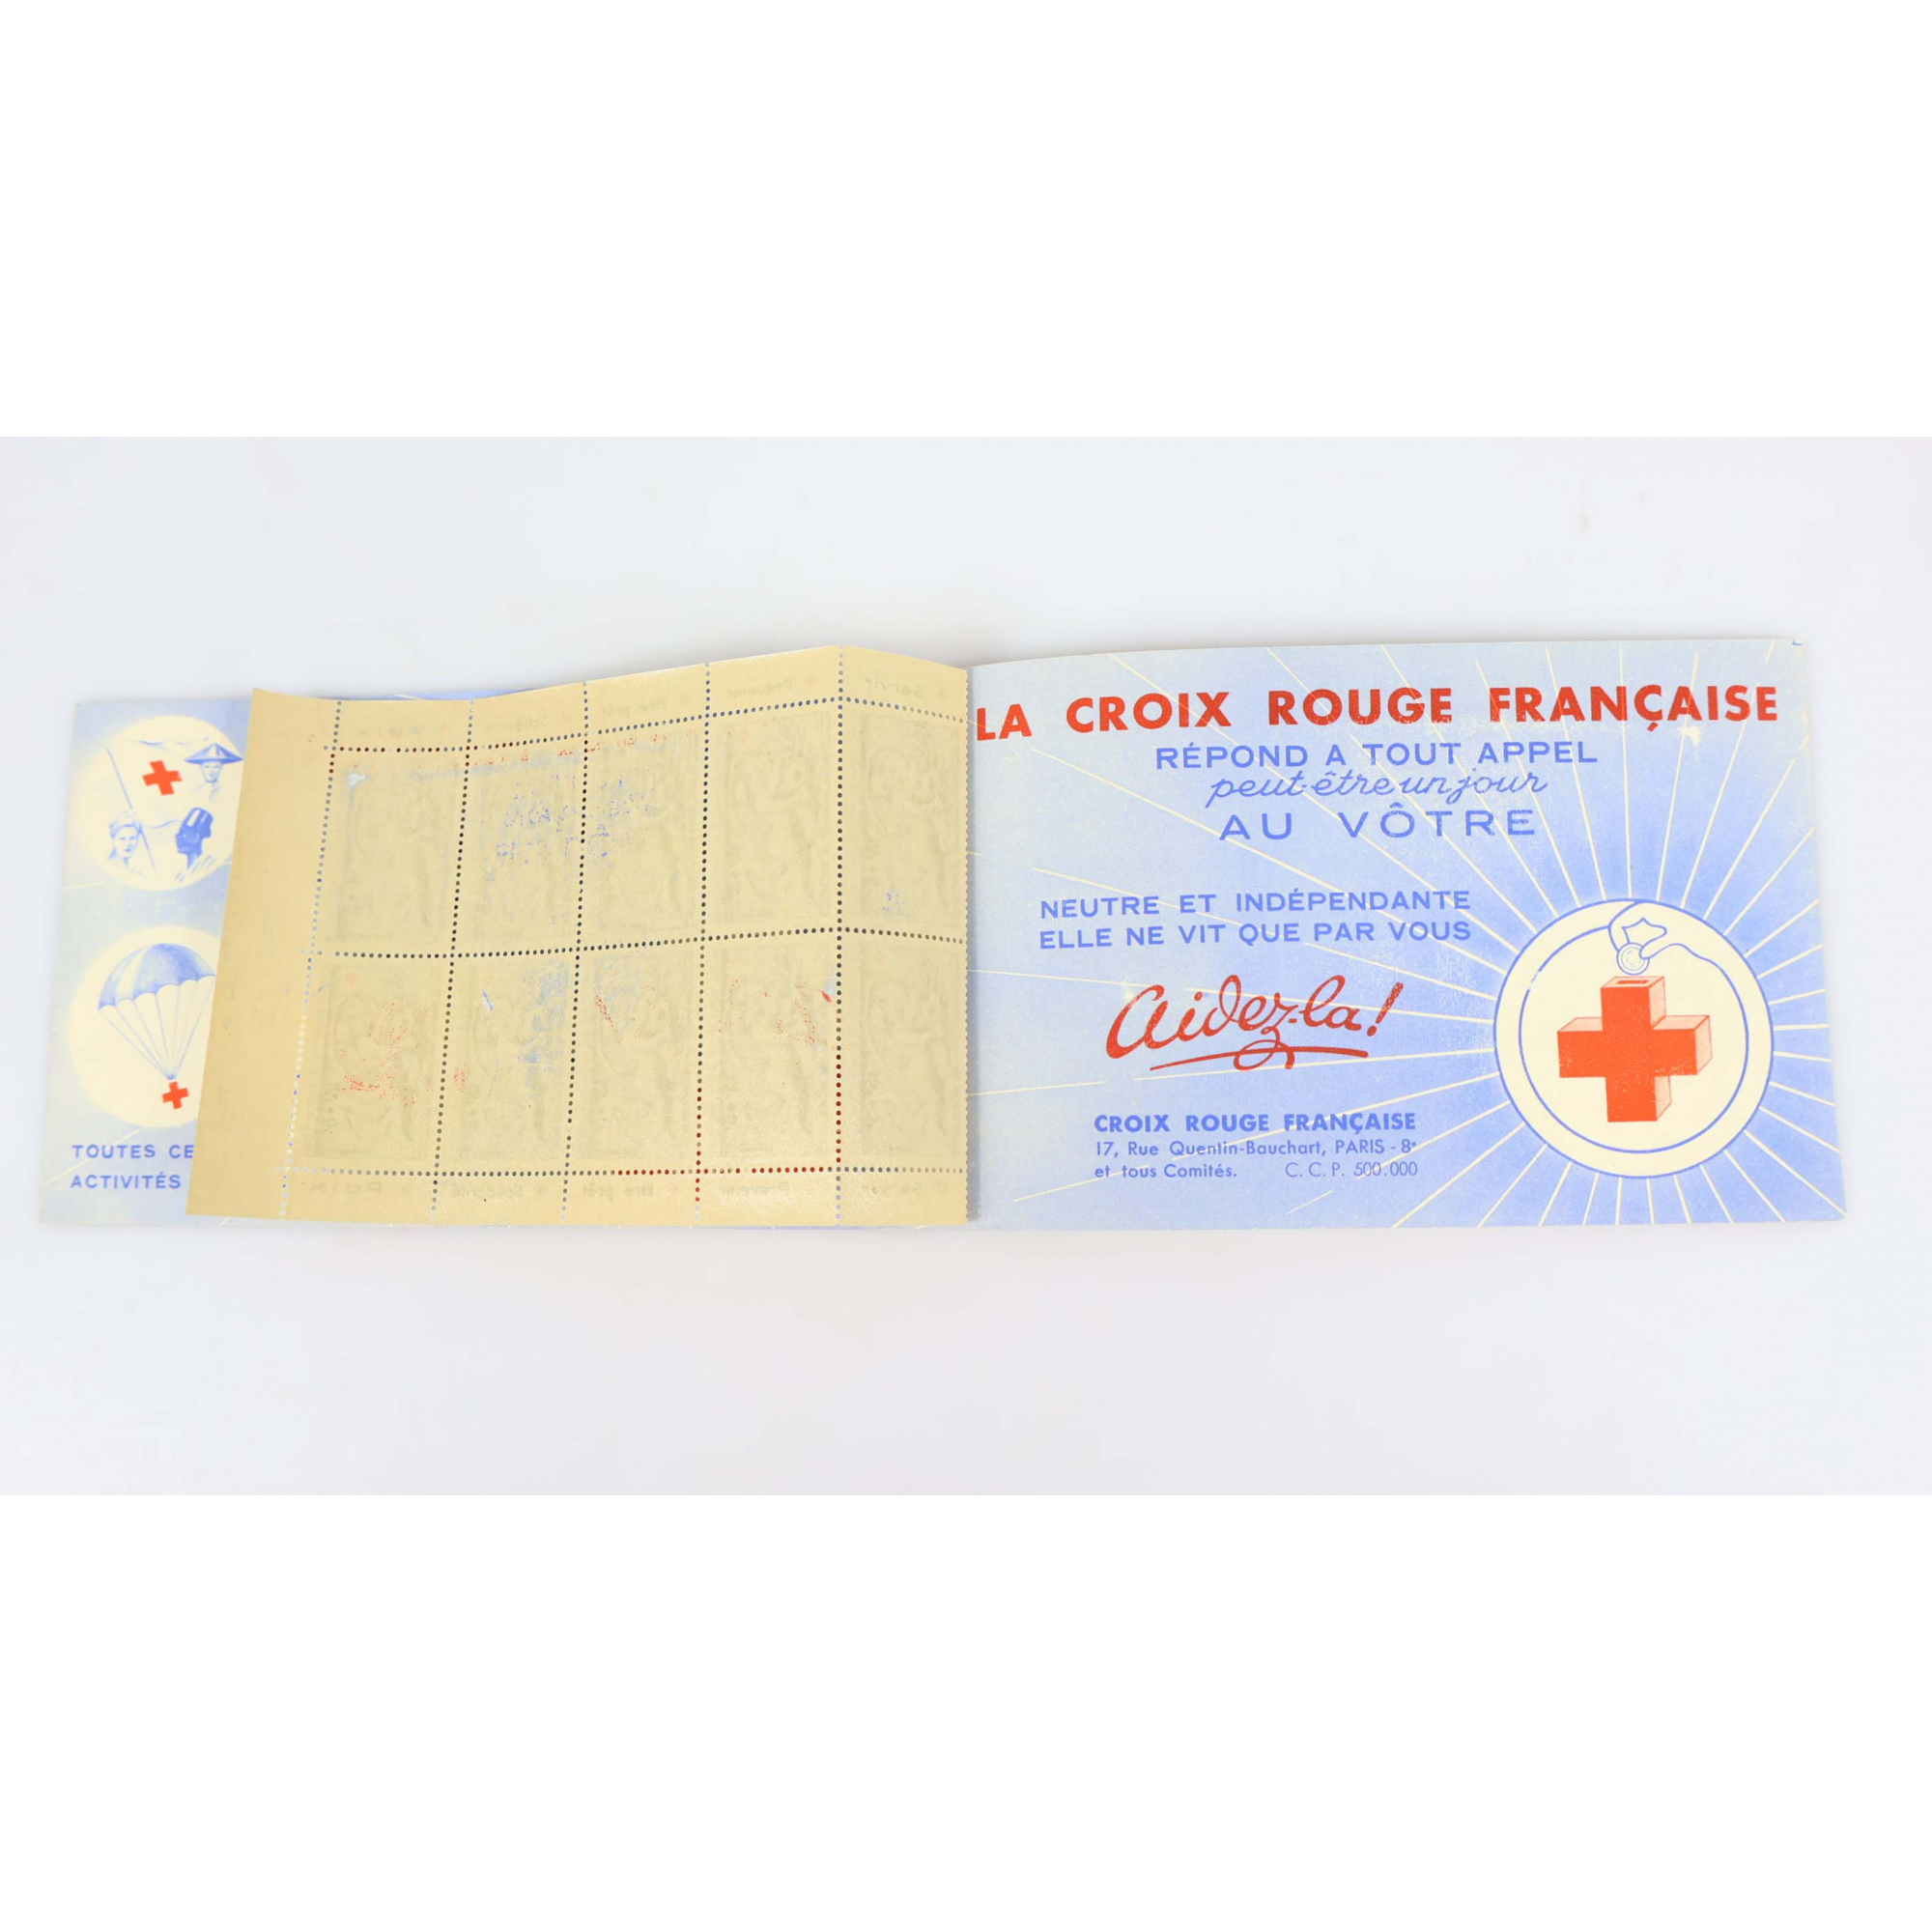 TOUTES CE
ACTIVITÉS
LA CROIX ROUGE FRANÇAISE
RÉPOND A TOUT APPEL
peut-être un jour
AU VÔTRE
NEUTRE ET INDÉPENDANTE
ELLE NE VIT QUE PAR VOUS
Aidez-la!
CROIX ROUGE FRANÇAISE
17, Rue Quentin-Bauchart, PARIS - 8e
et tous Comités. C. C. P. 500.000